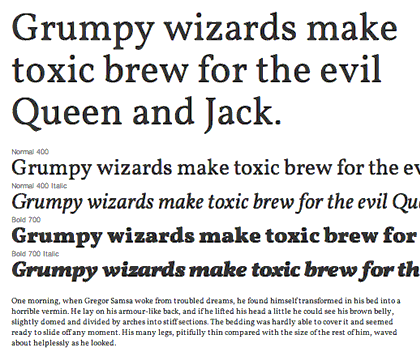 Grumpy wizards make
toxic brew for the evil
Queen and Jack.
Normal 400
Grumpy wizards make toxic brew for the ev
Normal 400 Italic
Grumpy wizards make toxic brew for the evil Qu
Bold 700
Grumpy wizards make toxic brew for
Bold 700 Italic
Grumpy wizards make toxic brew for th
One morning, when Gregor Samsa woke from troubled dreams, he found himself transformed in his bed into a
horrible vermin. He lay on his armour-like back, and if he lifted his head a little he could see his brown belly,
slightly domed and divided by arches into stiff sections. The bedding was hardly able to cover it and seemed
ready to slide off any moment. His many legs, pitifully thin compared with the size of the rest of him, waved
about helplessly as he looked.